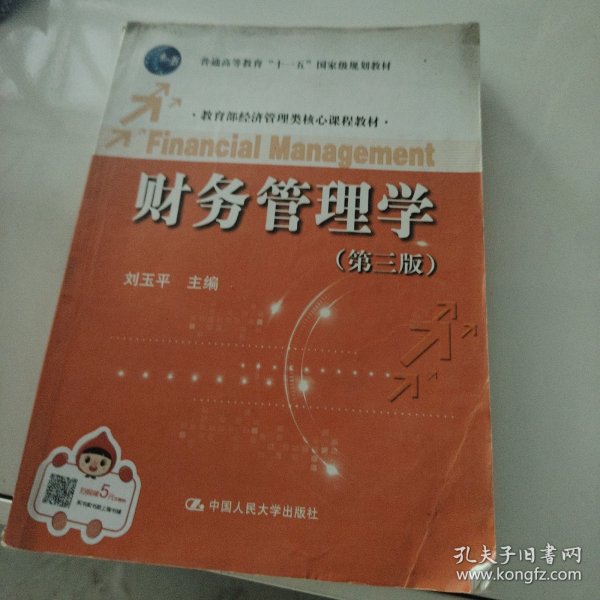 普通高等教育“十一五”国家级规划教材
·教育部经济管理类核心课程教材·
Financial Management
财务管理学
（第三版）
刘玉平 主编
中国人民大学出版社
孔夫子旧书网
www.kongfz.com